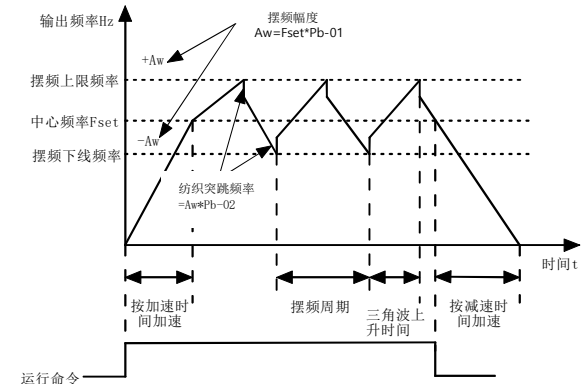 输出频率Hz
摆频幅度
Aw=Fset*Pb-01
+Aw
摆频上限频率
中心频率Fset
-Aw
摆频下线频率
纺织突跳频率
=Aw*Pb-02
时间t
按加速时
间加速
摆频周期
三角波上
升时间
按减速时
间加速
运行命令